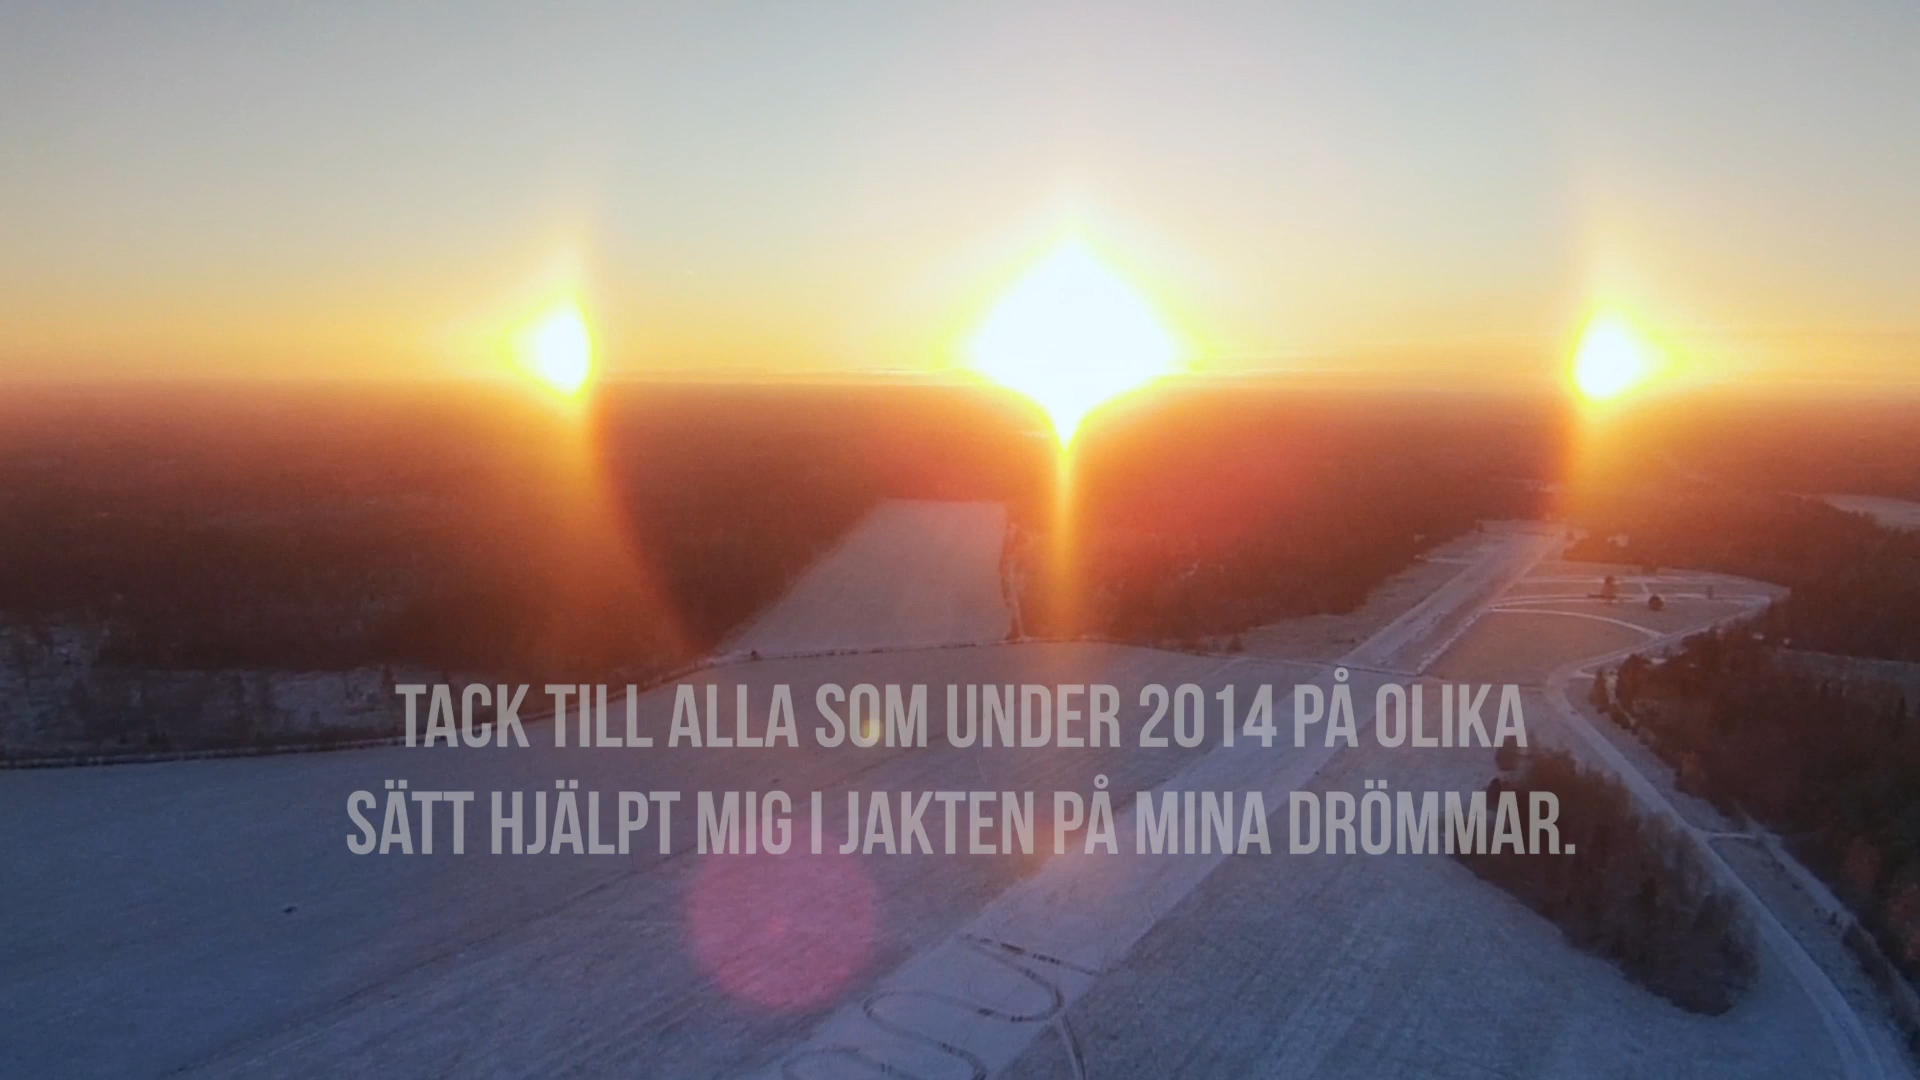 TACK TILL ALLA SOM UNDER 2014 PÅ OLIKA
SÄTT HJÄLPT MIG I JAKTEN PÅ MINA DRÖMMAR.